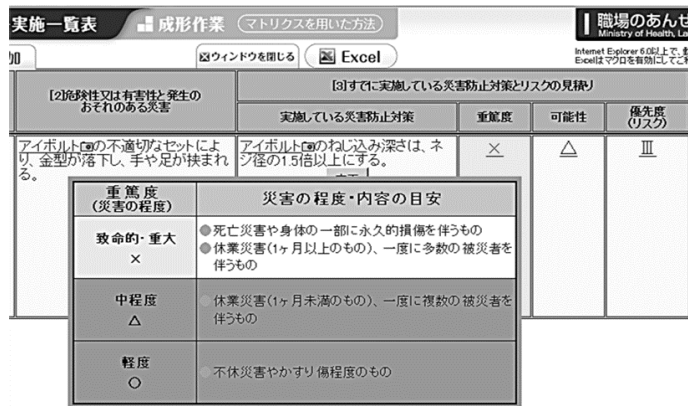 実施一覧表
成形作業
(マトリクスを用いた方法)
職場のあんせ
Ministry of Health, La
加
ウィンドウを閉じる
Excel
Internet Explorer 6.0以上で、
Excelはマクロを有効にしてご
[2]危険性又は有害性と発生の
おそれのある災害
[3]すでに実施している災害防止対策とリスクの見積り
実施している災害防止対策
重篤度
可能性
優先度
(リスク)
アイボルトの不適切なセットによ
り、金型が落下し、手や足が挟まれ
る。
アイボルトのねじ込み深さは、ネ
ジ径の1.5倍以上にする。
×
△
Ⅲ
重篤度
(災害の程度)
災害の程度・内容の目安
致命的・重大
×
●死亡災害や身体の一部に永久的損傷を伴うもの
●休業災害(1ヶ月以上のもの)、一度に多数の被災者を
伴うもの
中程度
△
●休業災害(1ヶ月未満のもの)、一度に複数の被災者を
伴うもの
軽度
○
●不休災害やかすり傷程度のもの